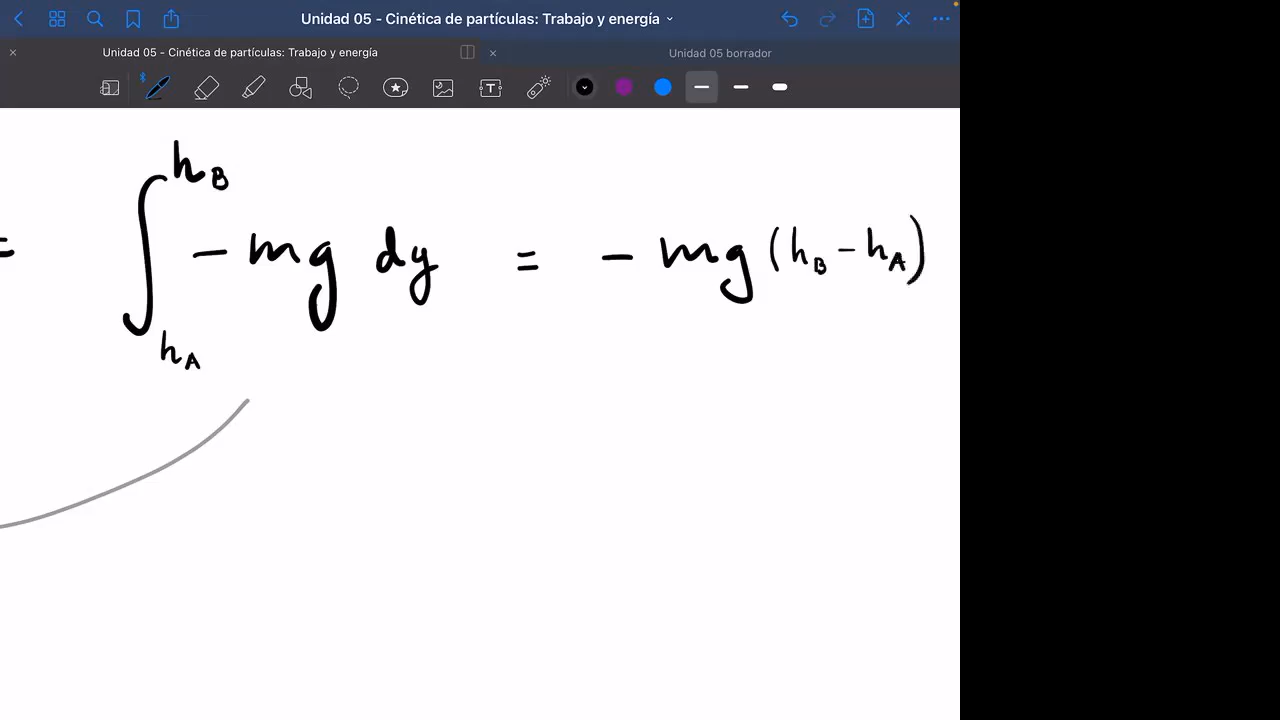 Unidad 05 - Cinética de partículas: Trabajo y energía
Unidad 05 - Cinética de partículas: Trabajo y energía
Unidad 05 borrador
= ∫_{h_A}^{h_B} - mg dy = - mg (h_B - h_A)